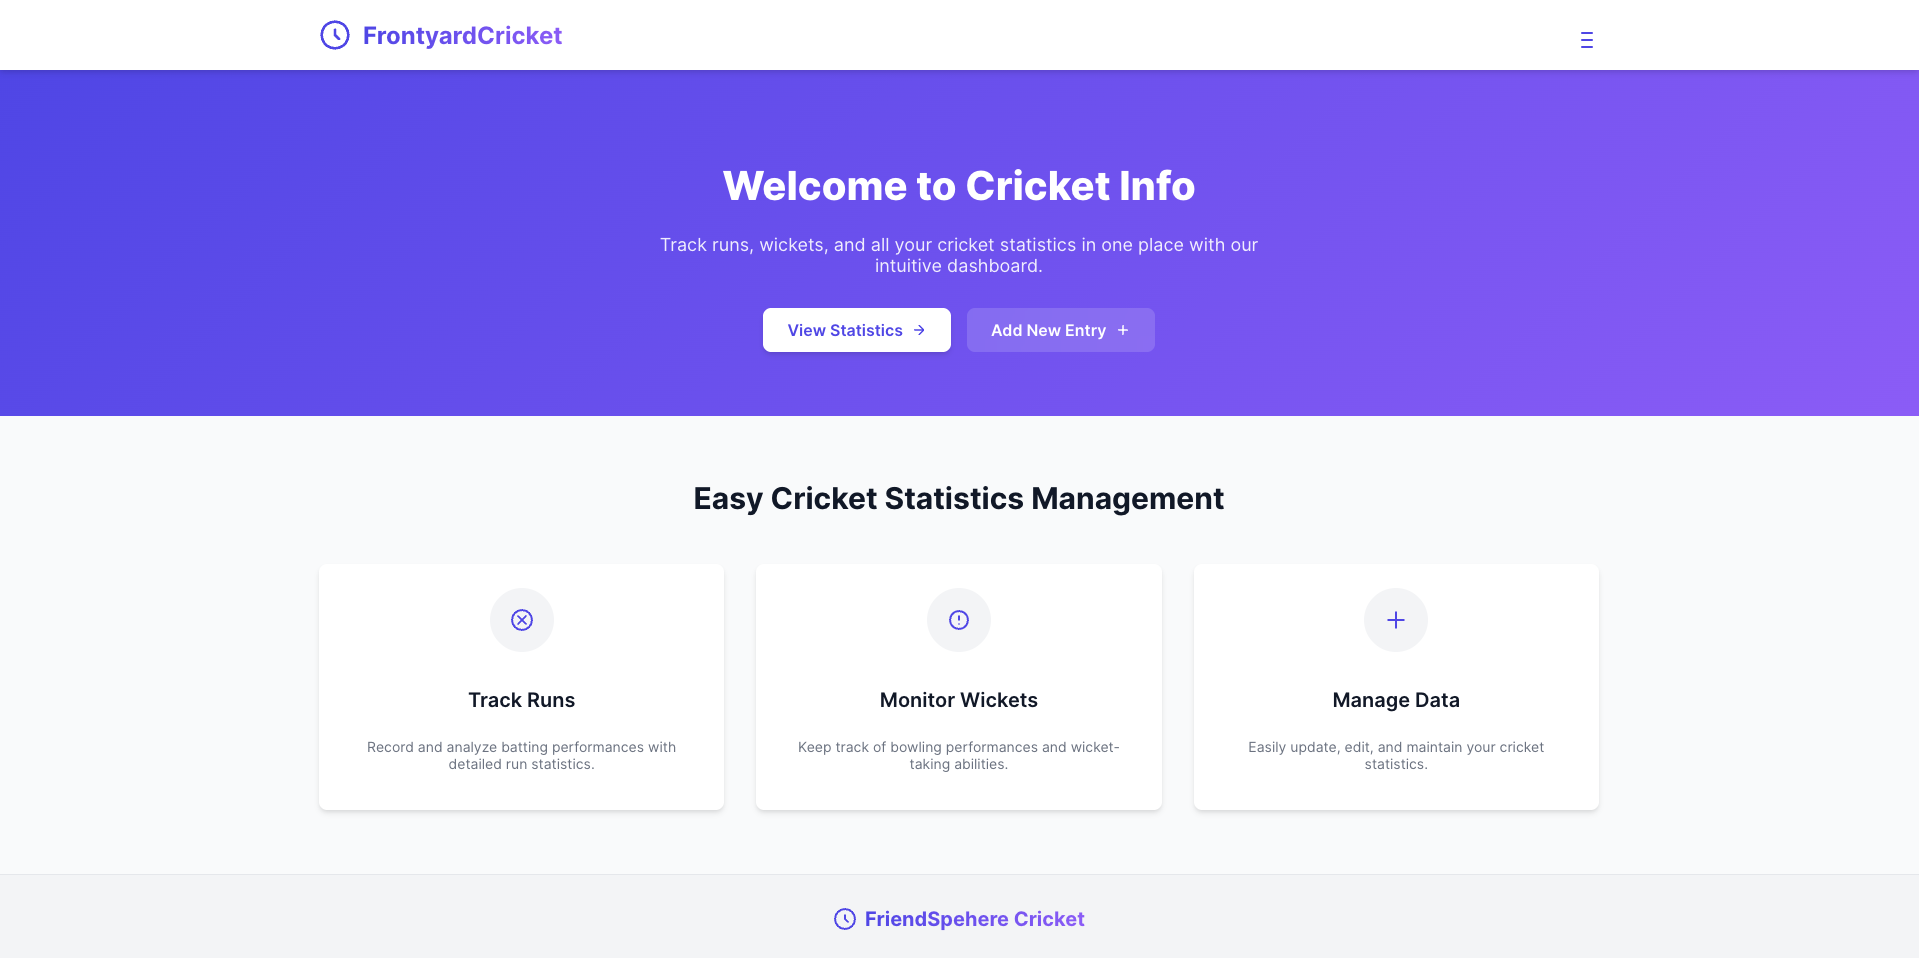 FrontyardCricket
Welcome to Cricket Info
Track runs, wickets, and all your cricket statistics in one place with our
intuitive dashboard.
View Statistics →
Add New Entry +
Easy Cricket Statistics Management
Track Runs
Record and analyze batting performances with
detailed run statistics.
Monitor Wickets
Keep track of bowling performances and wicket-
taking abilities.
Manage Data
Easily update, edit, and maintain your cricket
statistics.
FriendSpehere Cricket